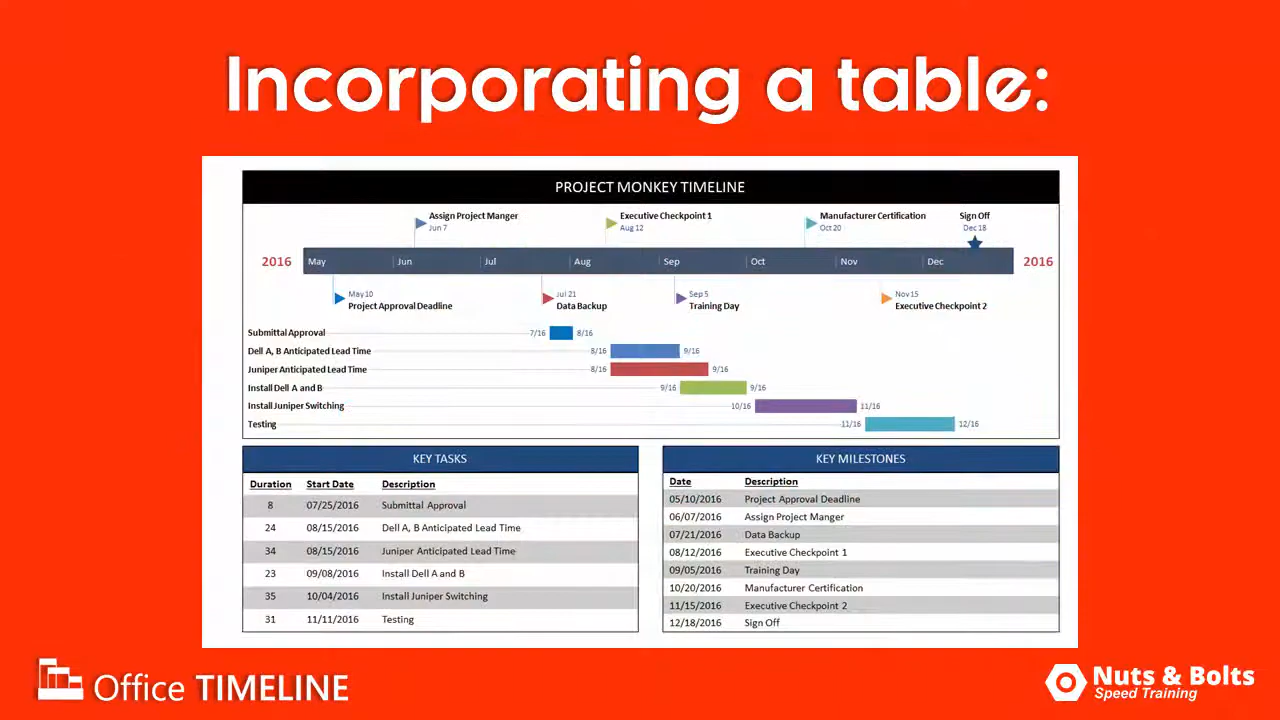 Incorporating a table:
PROJECT MONKEY TIMELINE
Assign Project Manger
Jun 7
Executive Checkpoint 1
Aug 12
Manufacturer Certification
Oct 20
Sign Off
Dec 18
2016 May Jun Jul Aug Sep Oct Nov Dec 2016
May 10
Project Approval Deadline
Jul 21
Data Backup
Sep 5
Training Day
Nov 15
Executive Checkpoint 2
Submittal Approval 7/16 8/16
Dell A, B Anticipated Lead Time 8/16 9/16
Juniper Anticipated Lead Time 8/16 9/16
Install Dell A and B 9/16 9/16
Install Juniper Switching 10/16 11/16
Testing 11/16 12/16
KEY TASKS
Duration Start Date Description
8 07/25/2016 Submittal Approval
24 08/15/2016 Dell A, B Anticipated Lead Time
34 08/15/2016 Juniper Anticipated Lead Time
23 09/08/2016 Install Dell A and B
35 10/04/2016 Install Juniper Switching
31 11/11/2016 Testing
KEY MILESTONES
Date Description
05/10/2016 Project Approval Deadline
06/07/2016 Assign Project Manger
07/21/2016 Data Backup
08/12/2016 Executive Checkpoint 1
09/05/2016 Training Day
10/20/2016 Manufacturer Certification
11/15/2016 Executive Checkpoint 2
12/18/2016 Sign Off
Office TIMELINE
Nuts & Bolts
Speed Training